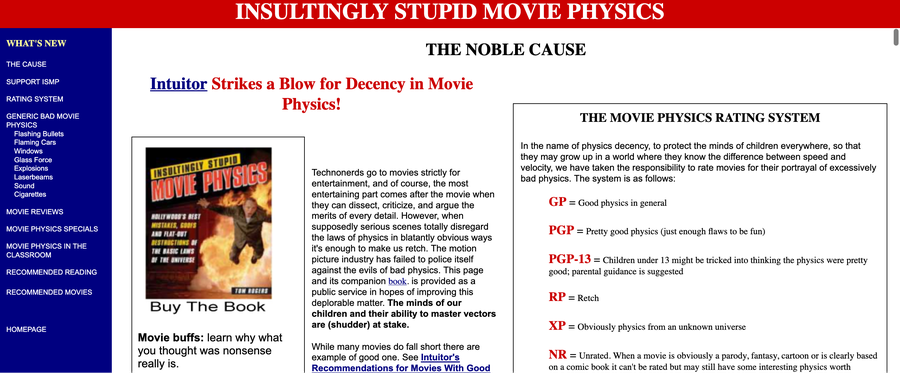 INSULTINGLY STUPID MOVIE PHYSICS
WHAT'S NEW
THE CAUSE
SUPPORT ISMP
RATING SYSTEM
GENERIC BAD MOVIE
PHYSICS
Flashing Bullets
Flaming Cars
Windows
Glass Force
Explosions
Laserbeams
Sound
Cigarettes
MOVIE REVIEWS
MOVIE PHYSICS SPECIALS
MOVIE PHYSICS IN THE
CLASSROOM
RECOMMENDED READING
RECOMMENDED MOVIES
HOMEPAGE
THE NOBLE CAUSE
Intuitor Strikes a Blow for Decency in Movie
Physics!
INSULTINGLY STUPID
MOVIE PHYSICS
HOLLYWOOD'S BEST
MISTAKES, GOOFS
AND FLAT-OUT
DESTRUCTIONS OF
THE BASIC LAWS OF
THE UNIVERSE
TOM ROGERS
Buy The Book
Movie buffs: learn why what
you thought was nonsense
really is.
Technonerds go to movies strictly for
entertainment, and of course, the most
entertaining part comes after the movie when
they can dissect, criticize, and argue the
merits of every detail. However, when
supposedly serious scenes totally disregard
the laws of physics in blatantly obvious ways
it's enough to make us retch. The motion
picture industry has failed to police itself
against the evils of bad physics. This page
and its companion book. is provided as a
public service in hopes of improving this
deplorable matter. The minds of our
children and their ability to master vectors
are (shudder) at stake.
While many movies do fall short there are
example of good one. See Intuitor's
Recommendations for Movies With Good
THE MOVIE PHYSICS RATING SYSTEM
In the name of physics decency, to protect the minds of children everywhere, so that
they may grow up in a world where they know the difference between speed and
velocity, we have taken the responsibility to rate movies for their portrayal of excessively
bad physics. The system is as follows:
GP = Good physics in general
PGP = Pretty good physics (just enough flaws to be fun)
PGP-13 = Children under 13 might be tricked into thinking the physics were pretty
good; parental guidance is suggested
RP = Retch
XP = Obviously physics from an unknown universe
NR = Unrated. When a movie is obviously a parody, fantasy, cartoon or is clearly based
on a comic book it can't be rated but may still have some interesting physics worth